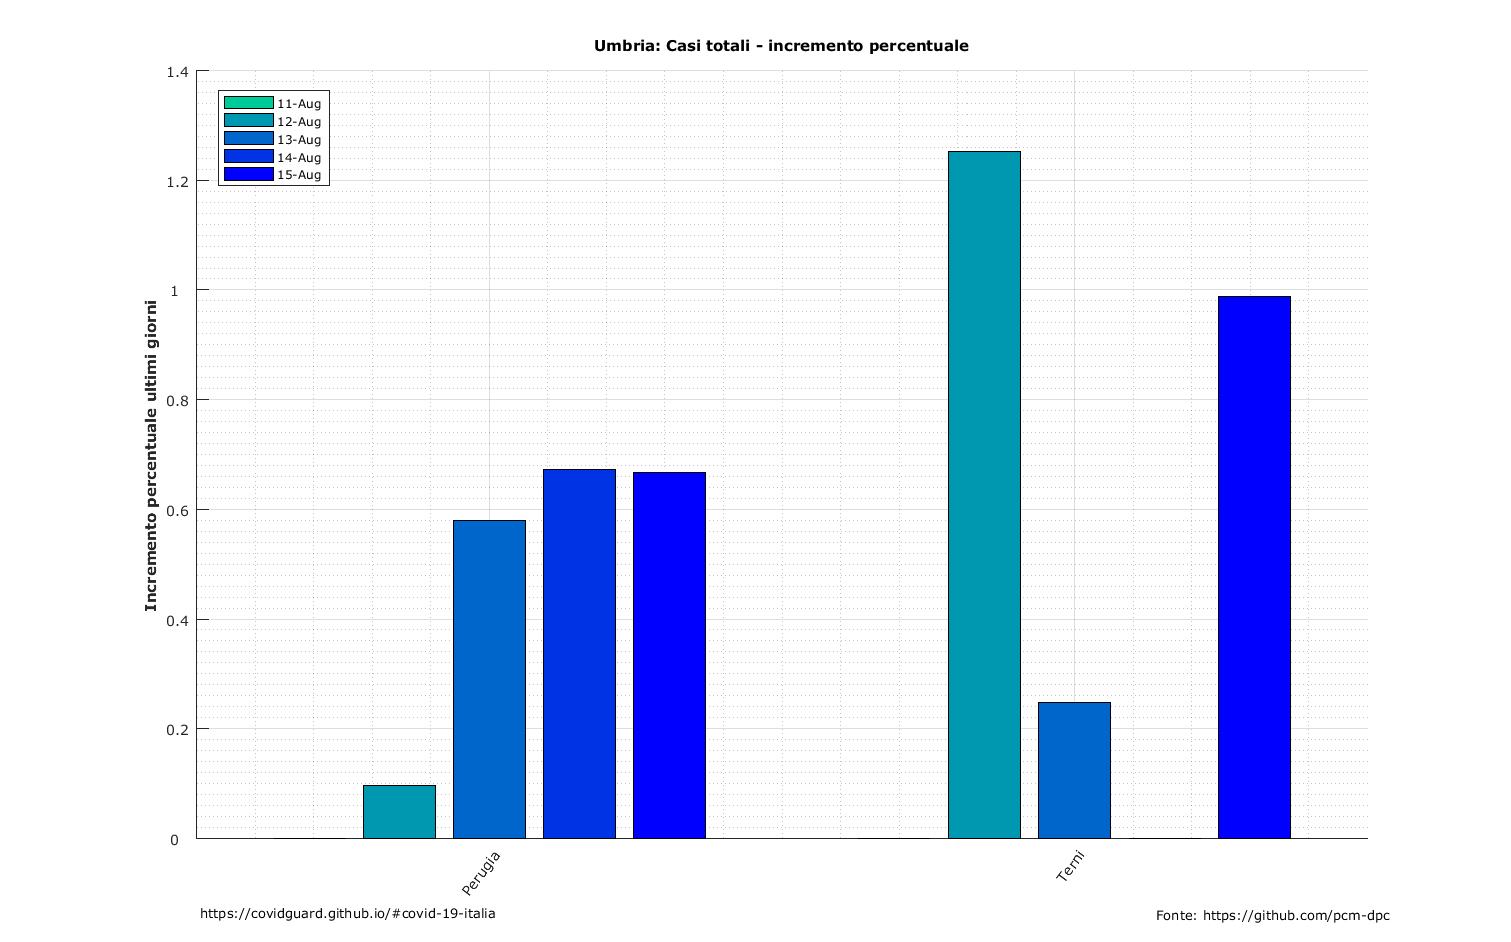 Umbria: Casi totali - incremento percentuale
1.4
1.2
1
0.8
0.6
0.4
0.2
0
Incremento percentuale ultimi giorni
11-Aug
12-Aug
13-Aug
14-Aug
15-Aug
Perugia
Terni
https://covidguard.github.io/#covid-19-italia
Fonte: https://github.com/pcm-dpc